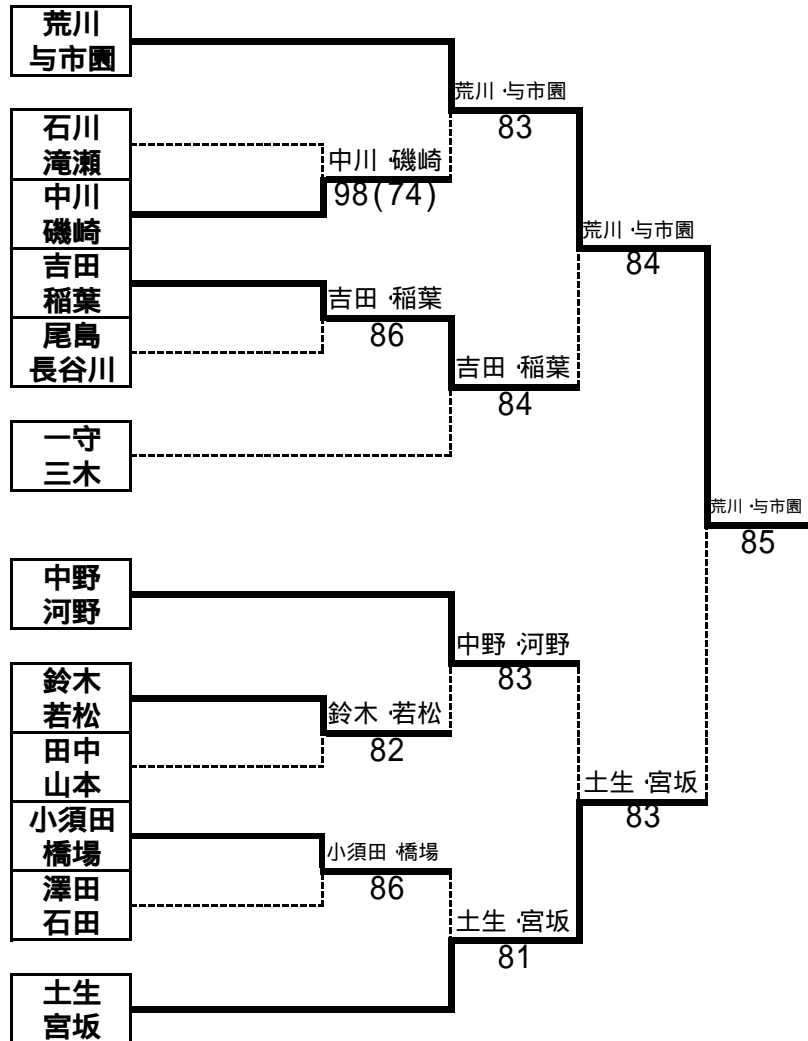 荒川
与市園
荒川・与市園
83
石川
滝瀬
中川・磯崎
98(74)
中川
磯崎
荒川・与市園
84
吉田
稲葉
吉田・稲葉
86
尾島
長谷川
吉田・稲葉
84
一守
三木
荒川・与市園
85
中野
河野
中野・河野
83
鈴木
若松
鈴木・若松
82
田中
山本
土生・宮坂
83
小須田
橋場
小須田・橋場
86
澤田
石田
土生・宮坂
81
土生
宮坂